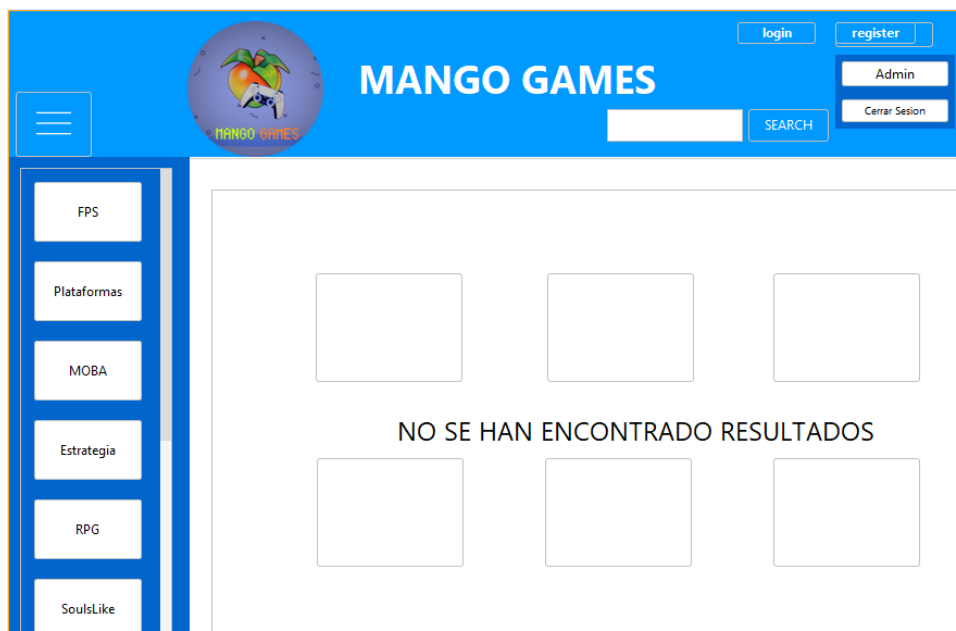 login
register
MANGO GAMES
Admin
MANGO GAMES
SEARCH
Cerrar Sesion
FPS
Plataformas
MOBA
Estrategia
RPG
SoulsLike
NO SE HAN ENCONTRADO RESULTADOS